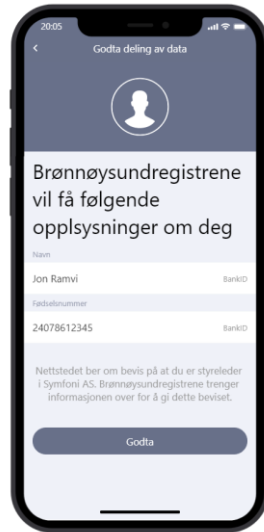 20:05
Godta deling av data
Brønnøysundregistrene
vil få følgende
opplsysninger om deg
Navn
Jon Ramvi BankID
Fødselsnummer
24078612345 BankID
Nettstedet ber om bevis på at du er styreleder
i Symfoni AS. Brønnøysundregistrene trenger
informasjonen over for å gi dette beviset.
Godta